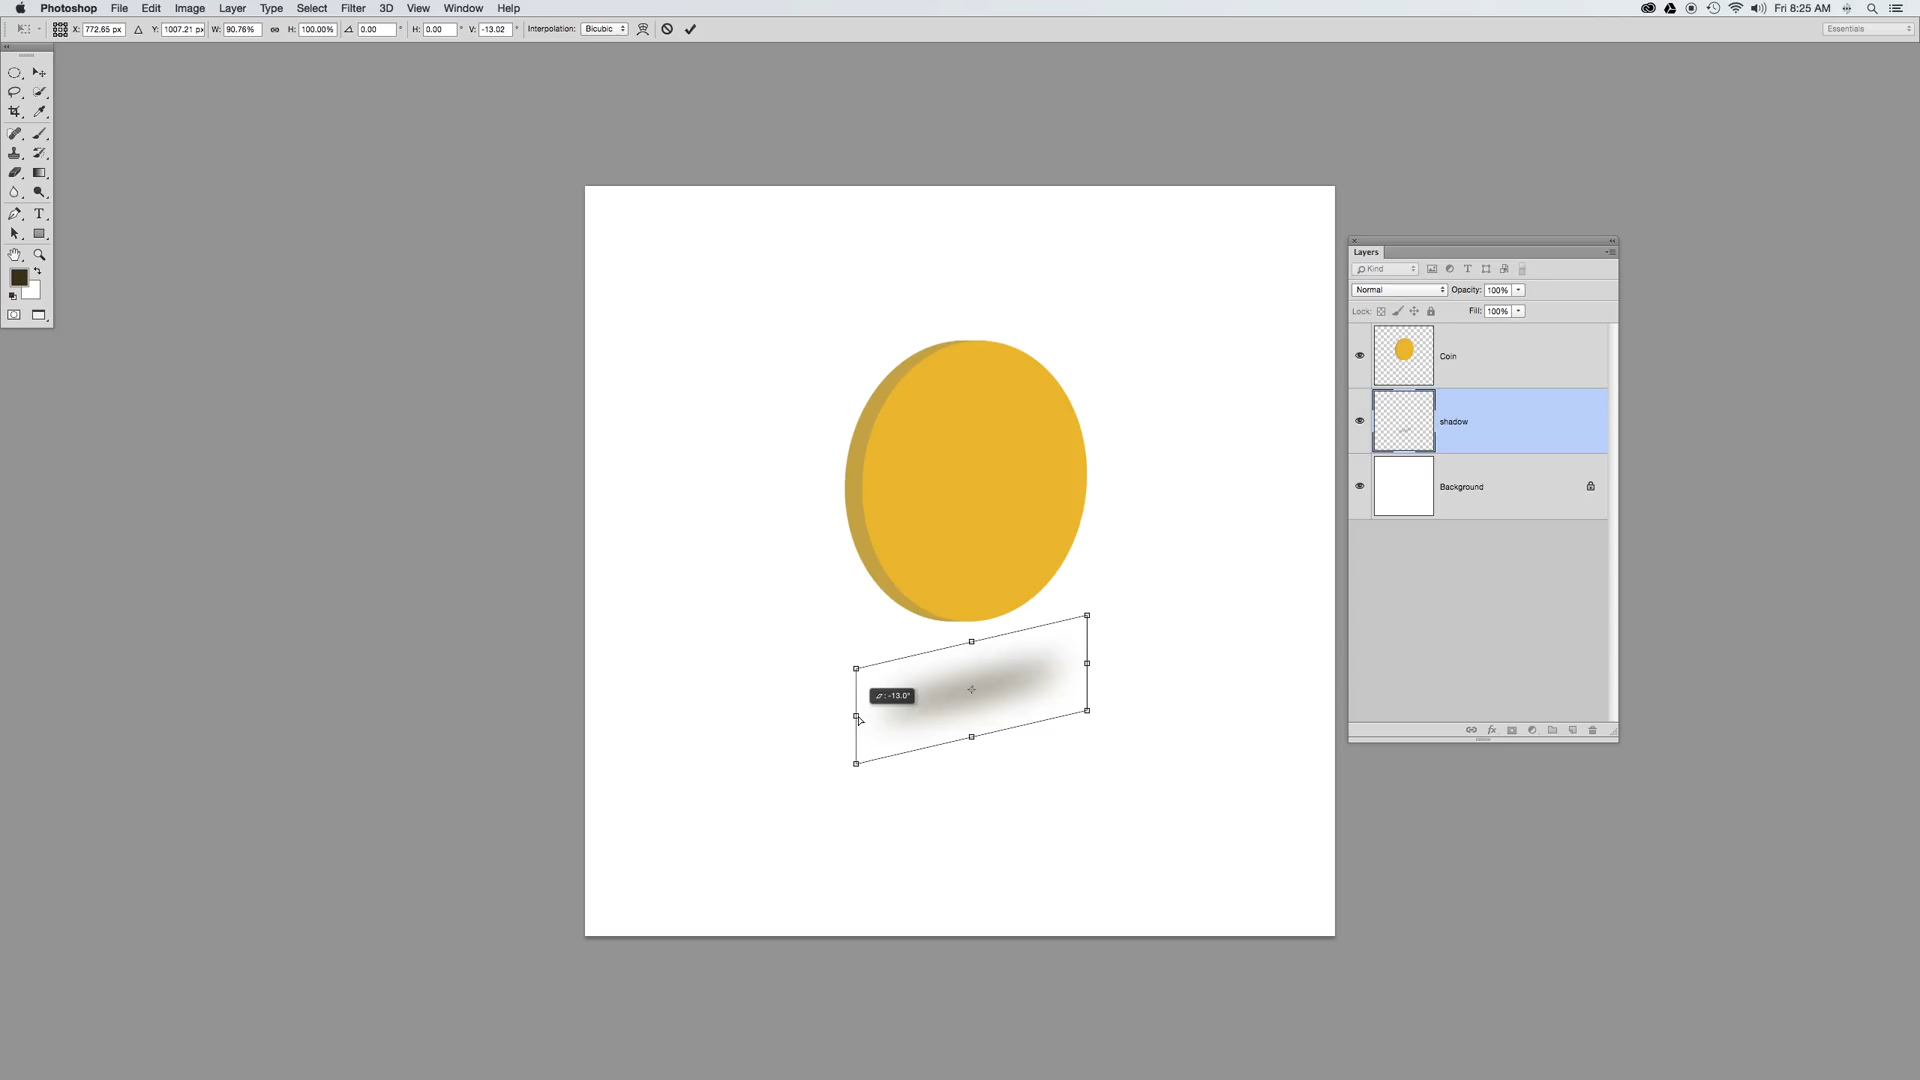 Photoshop File Edit Image Layer Type Select Filter 3D View Window Help Fri 8:25 AM
X: 772.65 px Y: 1007.21 px W: 90.76% H: 100.00% 0.00 ° H: 0.00 ° V: -13.02 ° Interpolation: Bicubic Essentials
Layers
Kind
Normal Opacity: 100%
Lock: Fill: 100%
Coin
shadow
Background
: -13.0°